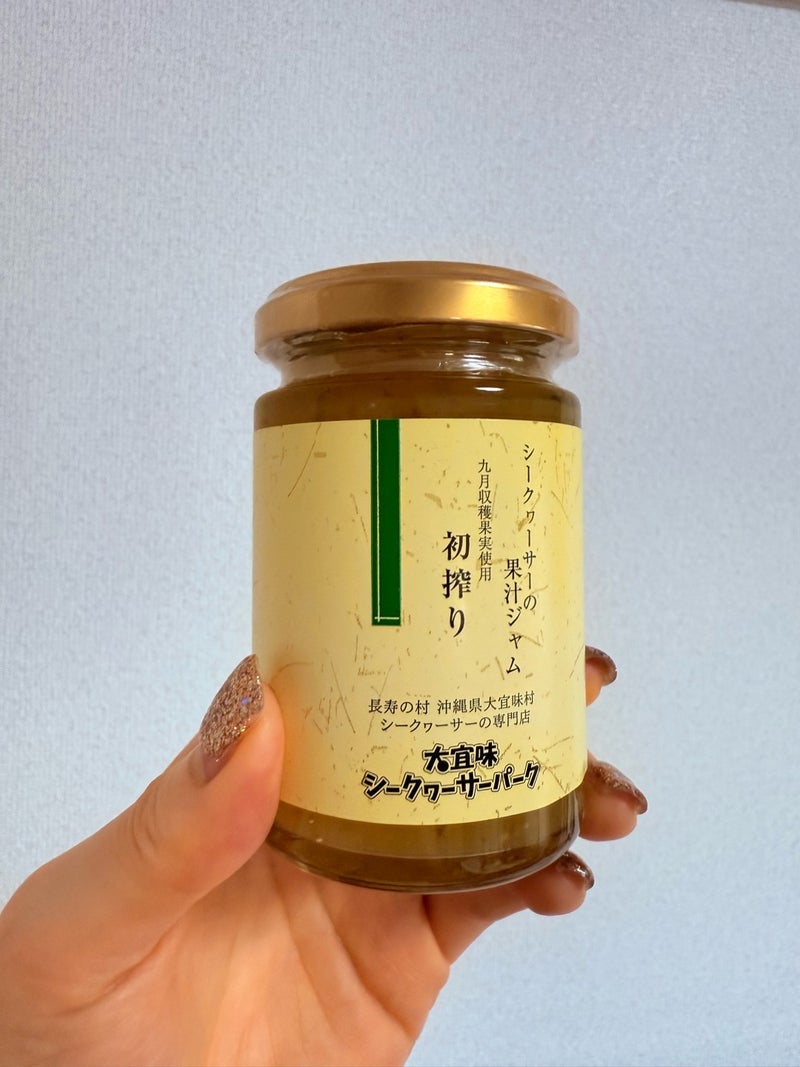 シークヮーサーの
果汁ジャム
九月収穫果実使用
初搾り
長寿の村 沖縄県大宜味村
シークヮーサーの専門店
大宜味
シークヮーサーパーク